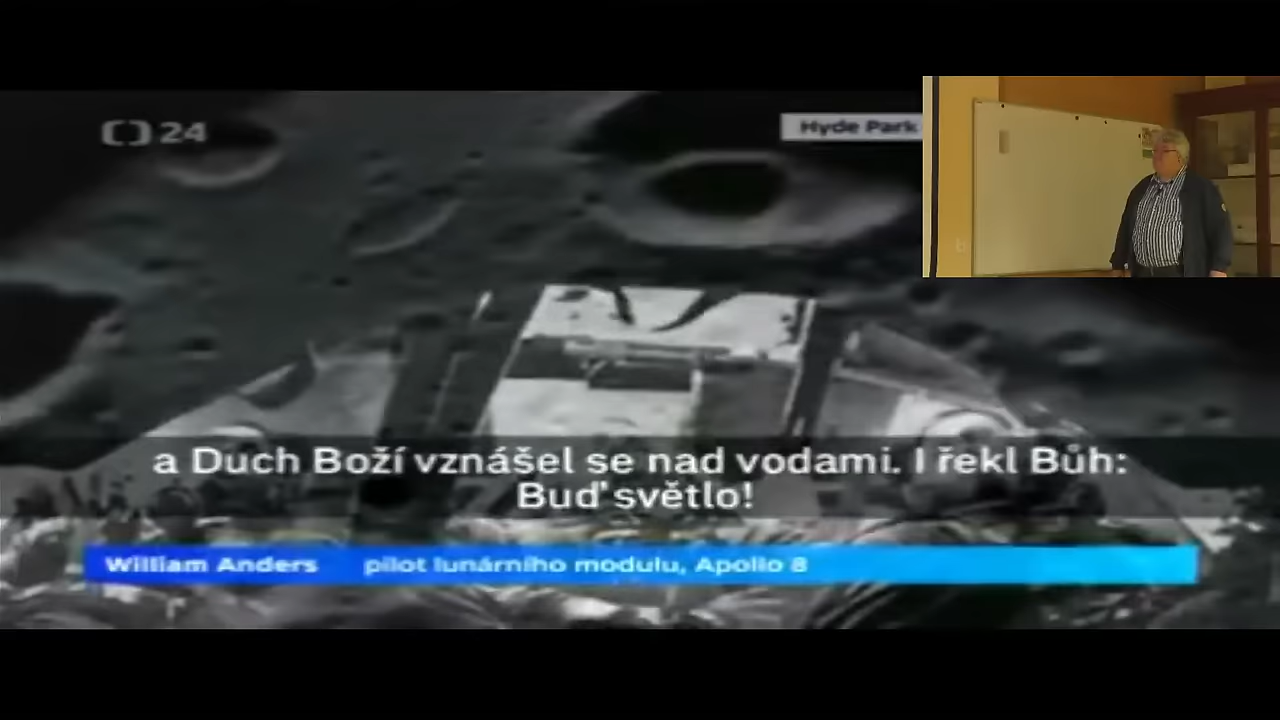 24
Hyde Park
a Duch Boží vznášel se nad vodami. I řekl Bůh:
Buď světlo!
William Anders pilot lunárního modulu, Apollo 8